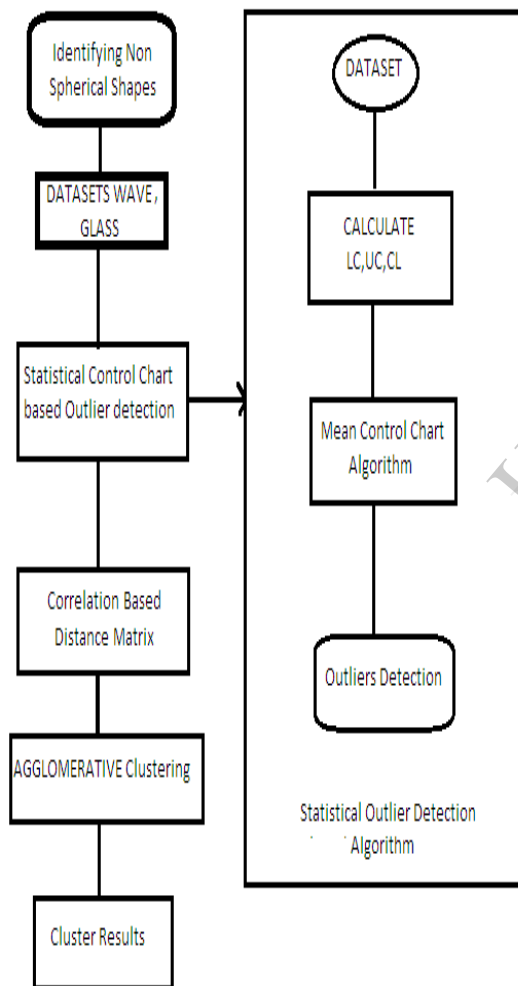 Identifying Non
Spherical Shapes
DATASETS WAVE ,
GLASS
Statistical Control Chart
based Outlier detection
Correlation Based
Distance Matrix
AGGLOMERATIVE Clustering
Cluster Results
DATASET
CALCULATE
LC,UC,CL
Mean Control Chart
Algorithm
Outliers Detection
Statistical Outlier Detection
Algorithm